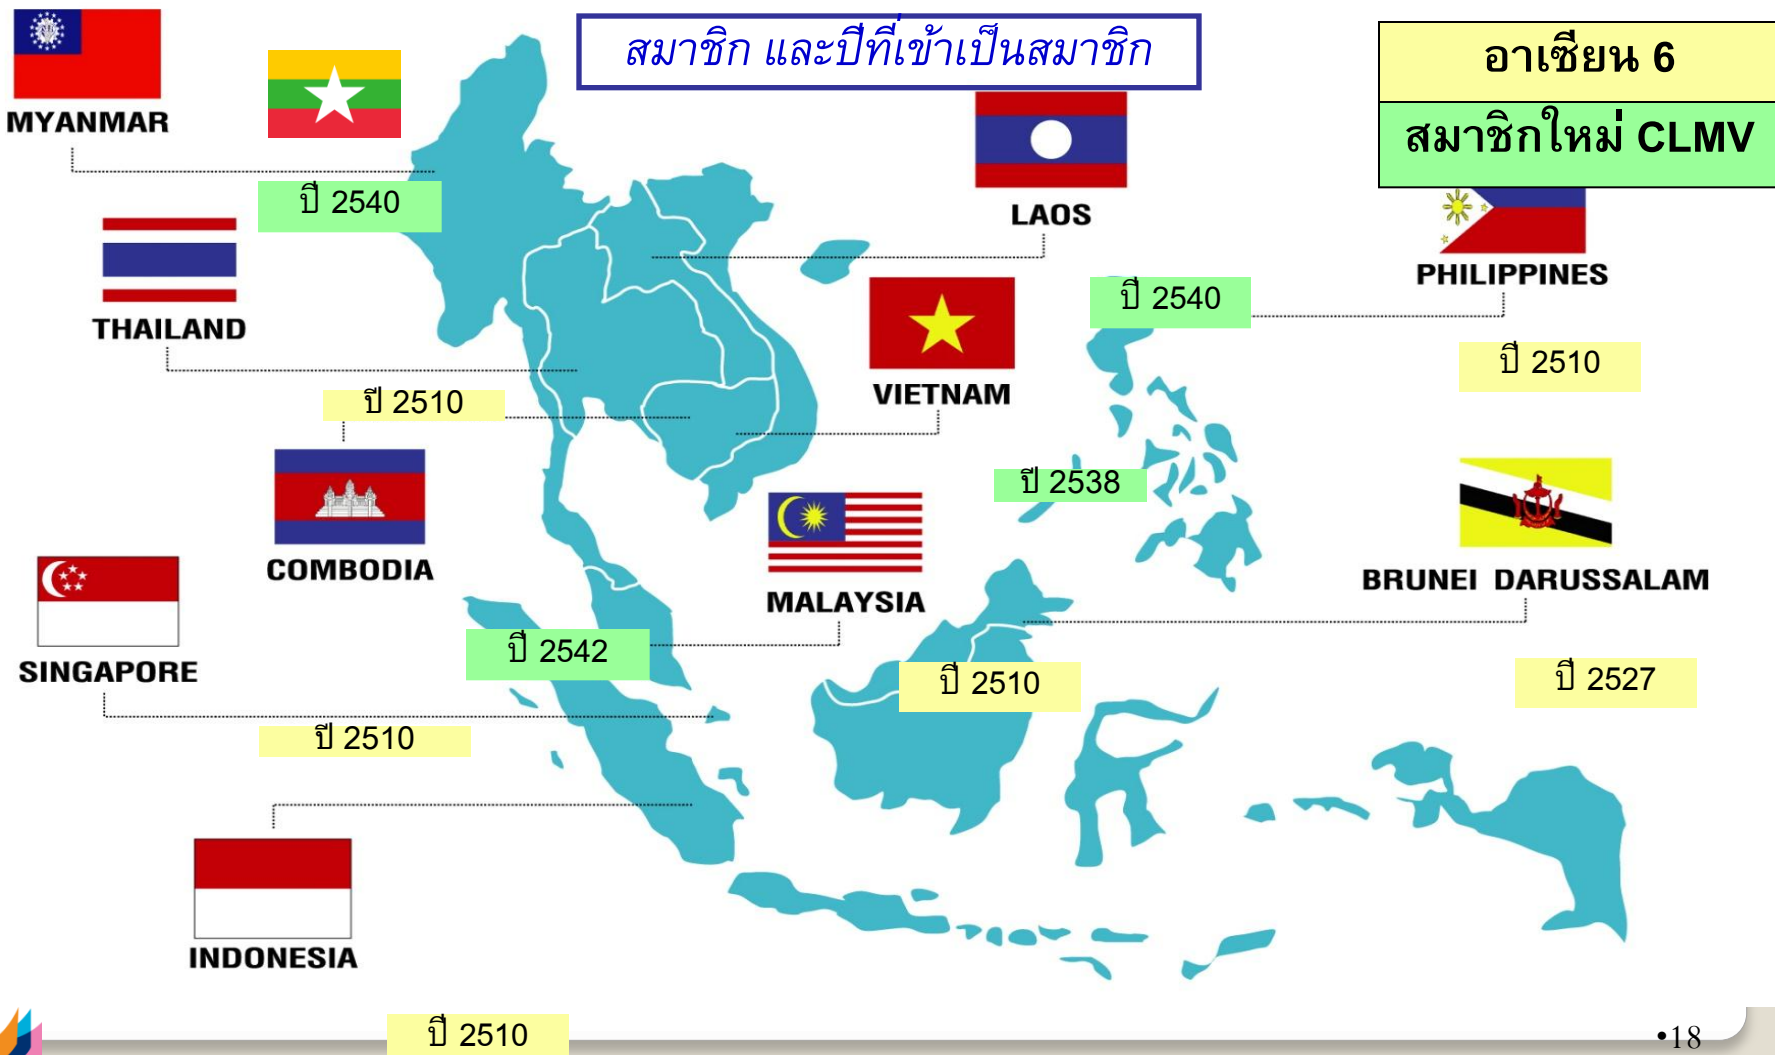 สมาชิก และปีที่เข้าเป็นสมาชิก
อาเซียน 6
สมาชิกใหม่ CLMV
MYANMAR
ปี 2540
LAOS
ปี 2540
PHILIPPINES
ปี 2510
THAILAND
ปี 2510
VIETNAM
ปี 2538
COMBODIA
ปี 2542
MALAYSIA
ปี 2510
BRUNEI DARUSSALAM
ปี 2527
SINGAPORE
ปี 2510
INDONESIA
ปี 2510
•18